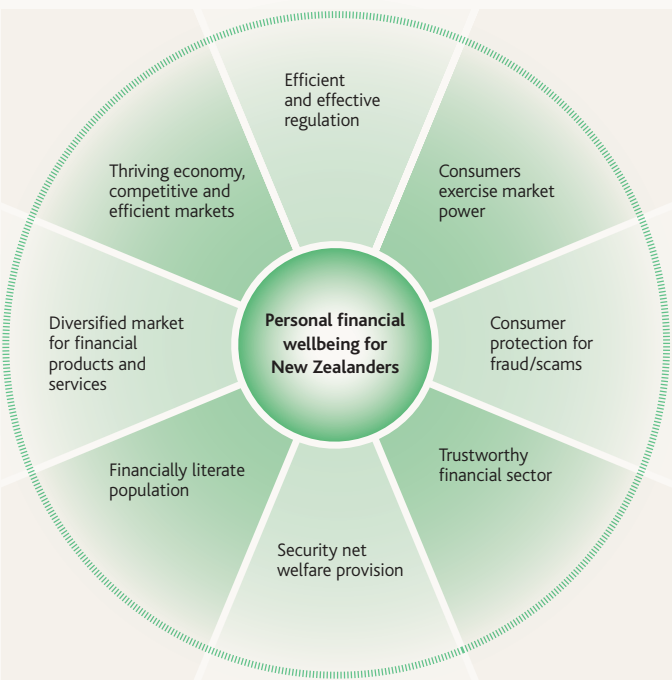 Efficient
and effective
regulation
Consumers
exercise market
power
Consumer
protection for
fraud/scams
Trustworthy
financial sector
Security net
welfare provision
Financially literate
population
Diversified market
for financial
products and
services
Thriving economy,
competitive and
efficient markets
Personal financial
wellbeing for
New Zealanders